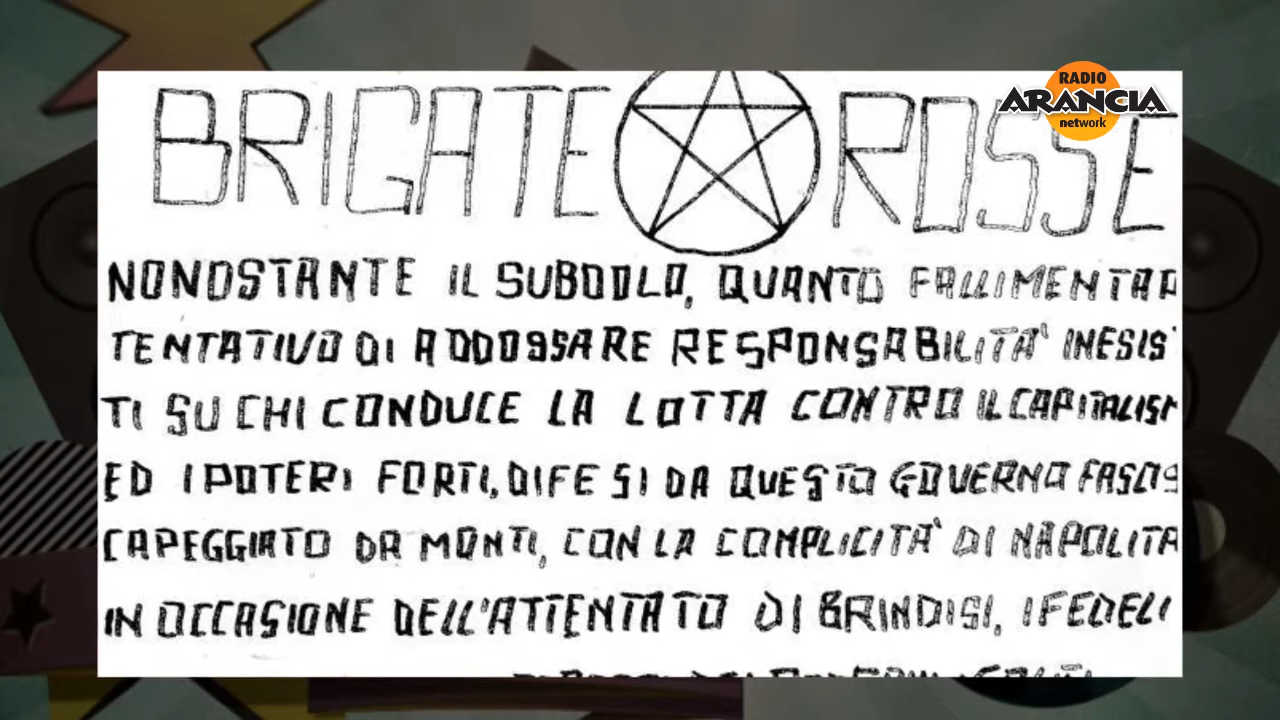 BRIGATE ROSSE
RADIO
ARANCIA
network
NONOSTANTE IL SUBDOLO, QUANTO FALLIMENTAR
TENTATIVO DI ADDOSSARE RESPONSABILITA' INESIS
TI SU CHI CONDUCE LA LOTTA CONTRO IL CAPITALISM
ED I POTERI FORTI, DIFESI DA QUESTO GOVERNO FASCIS
CAPEGGIATO DA MONTI, CON LA COMPLICITA' DI NAPOLITA
IN OCCASIONE DELL'ATTENTATO DI BRINDISI, I FEDELI